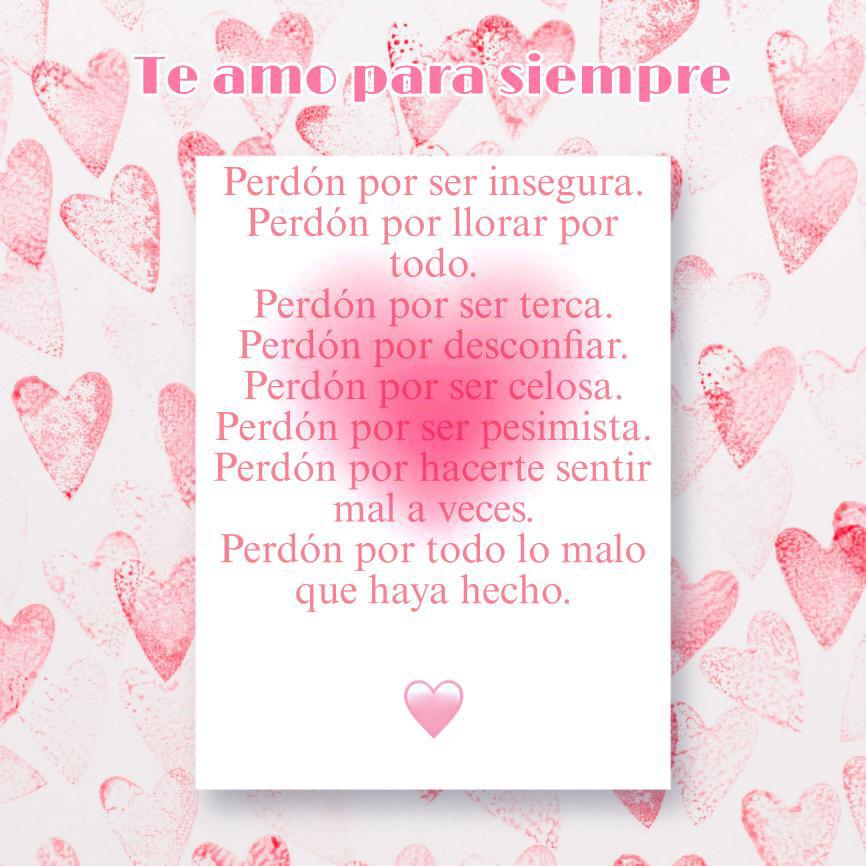 Te amo para siempre
Perdón por ser insegura.
Perdón por llorar por
todo.
Perdón por ser terca.
Perdón por desconfiar.
Perdón por ser celosa.
Perdón por ser pesimista.
Perdón por hacerte sentir
mal a veces.
Perdón por todo lo malo
que haya hecho.